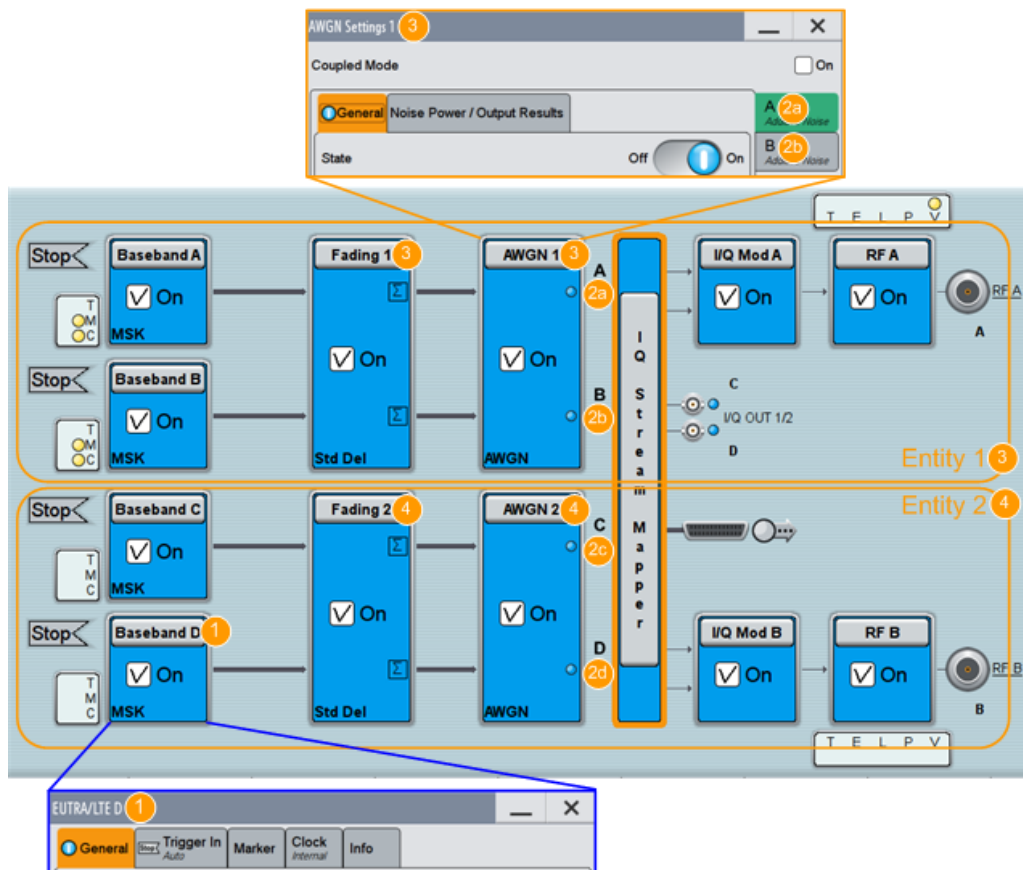 AWGN Settings 1 3
Coupled Mode
On
General
Noise Power / Output Results
A 2a
B 2b
Noise
State
Off
On
T E L P V
Stop
Baseband A
On
MSK
T
M
C
Fading 1 3
Σ
On
Σ
Std Del
AWGN 1 3
On
AWGN
A
2a
B
2b
I/Q Mod A
On
RF A
On
RF A
A
Stop
Baseband B
On
MSK
T
M
C
C
I/Q OUT 1/2
D
Entity 1 3
IQ Stream Mapper
Entity 2 4
Stop
Baseband C
On
MSK
T
M
C
Fading 2 4
Σ
On
Σ
Std Del
AWGN 2 4
On
AWGN
C
2c
D
2d
Stop
Baseband D 1
On
MSK
T
M
C
I/Q Mod B
On
RF B
On
RF B
B
T E L P V
EUTRA/LTE D 1
General
Stop
Trigger In
Auto
Marker
Clock
Internal
Info